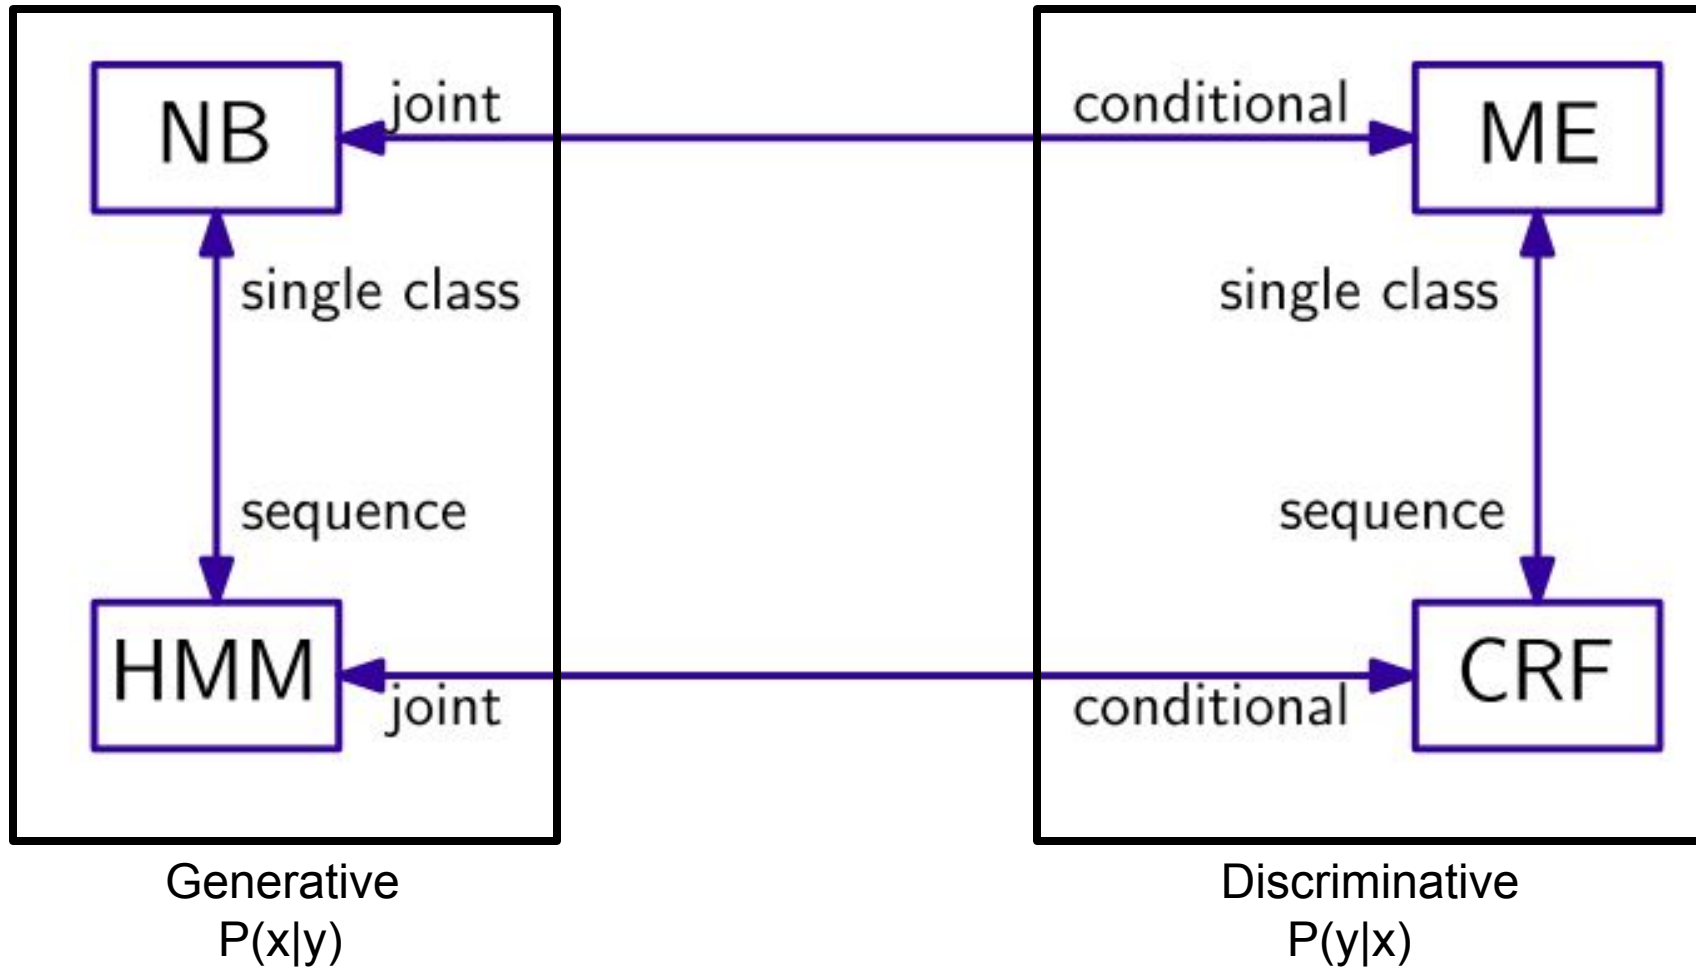 NB
joint
conditional
ME
single class
single class
sequence
sequence
HMM
joint
conditional
CRF
Generative
P(x|y)
Discriminative
P(y|x)